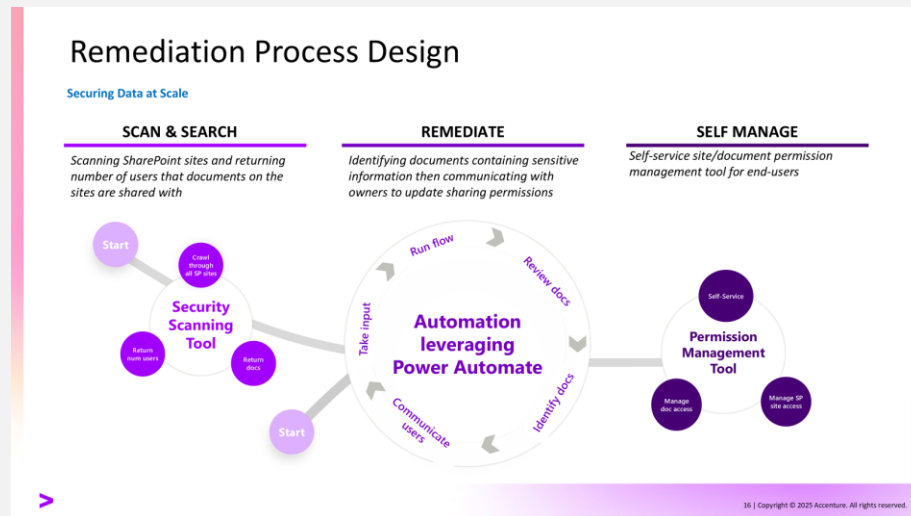 Remediation Process Design
Securing Data at Scale
SCAN & SEARCH
Scanning SharePoint sites and returning
number of users that documents on the
sites are shared with
REMEDIATE
Identifying documents containing sensitive
information then communicating with
owners to update sharing permissions
SELF MANAGE
Self-service site/document permission
management tool for end-users
Start
Crawl
through
all SP sites
Security
Scanning
Tool
Return
num users
Return
docs
Start
Take input
Run flow
Review docs
Identify docs
Communicate
users
Automation
leveraging
Power Automate
Self-Service
Permission
Management
Tool
Manage
doc access
Manage SP
site access
>
16 | Copyright © 2025 Accenture. All rights reserved.